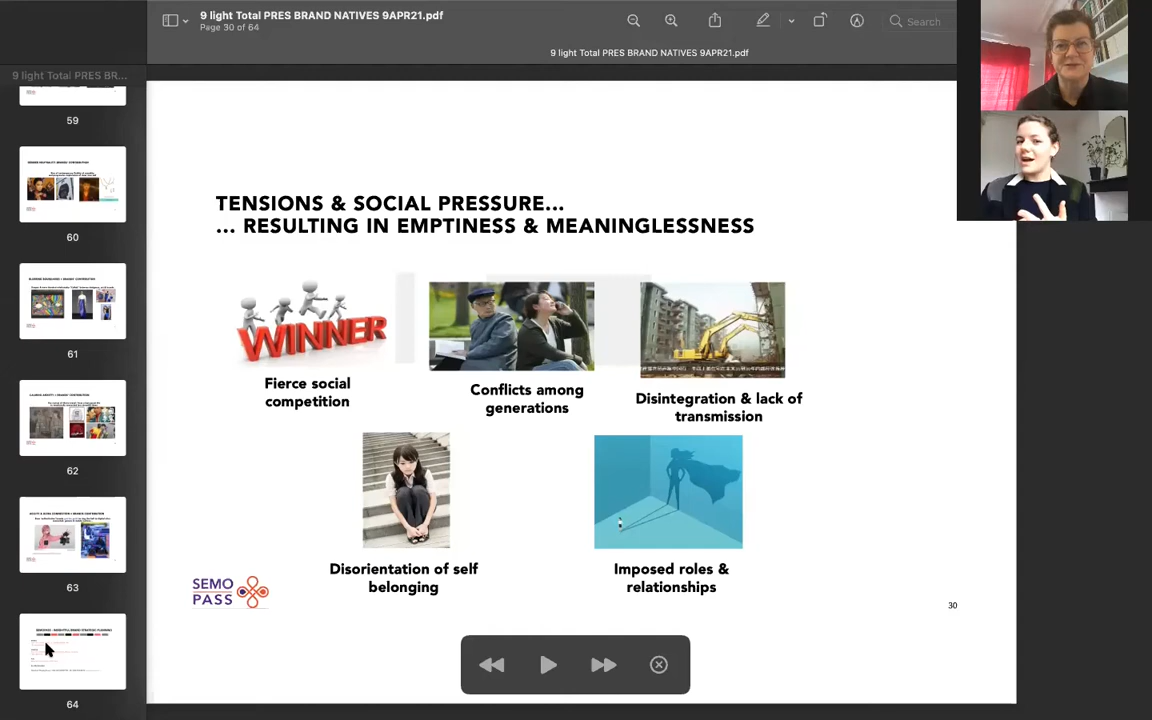 9 light Total PRES BRAND NATIVES 9APR21.pdf
Page 30 of 64
Search
9 light Total PRES BRAND NATIVES 9APR21.pdf
9 light Total PRES BR...
59
60
61
62
63
64
TENSIONS & SOCIAL PRESSURE...
... RESULTING IN EMPTINESS & MEANINGLESSNESS
WINNER
Fierce social
competition
Conflicts among
generations
Disintegration & lack of
transmission
Disorientation of self
belonging
Imposed roles &
relationships
SEMO
PASS
30